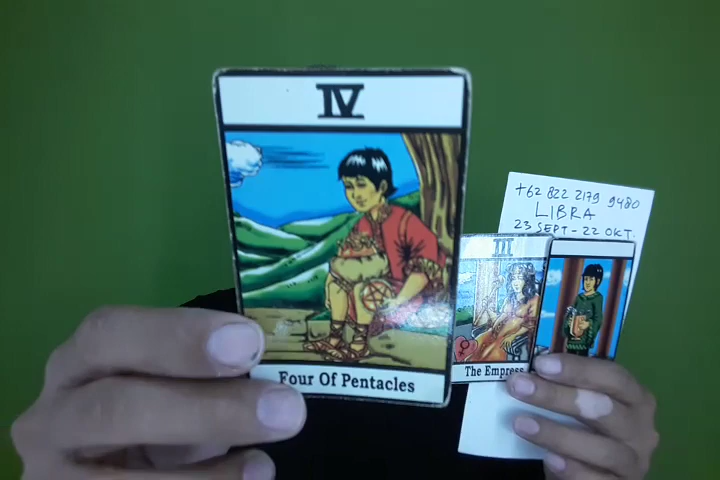 IV
Four Of Pentacles
+62 822 2179 9480
LIBRA
23 SEPT - 22 OKT.
III
The Empress